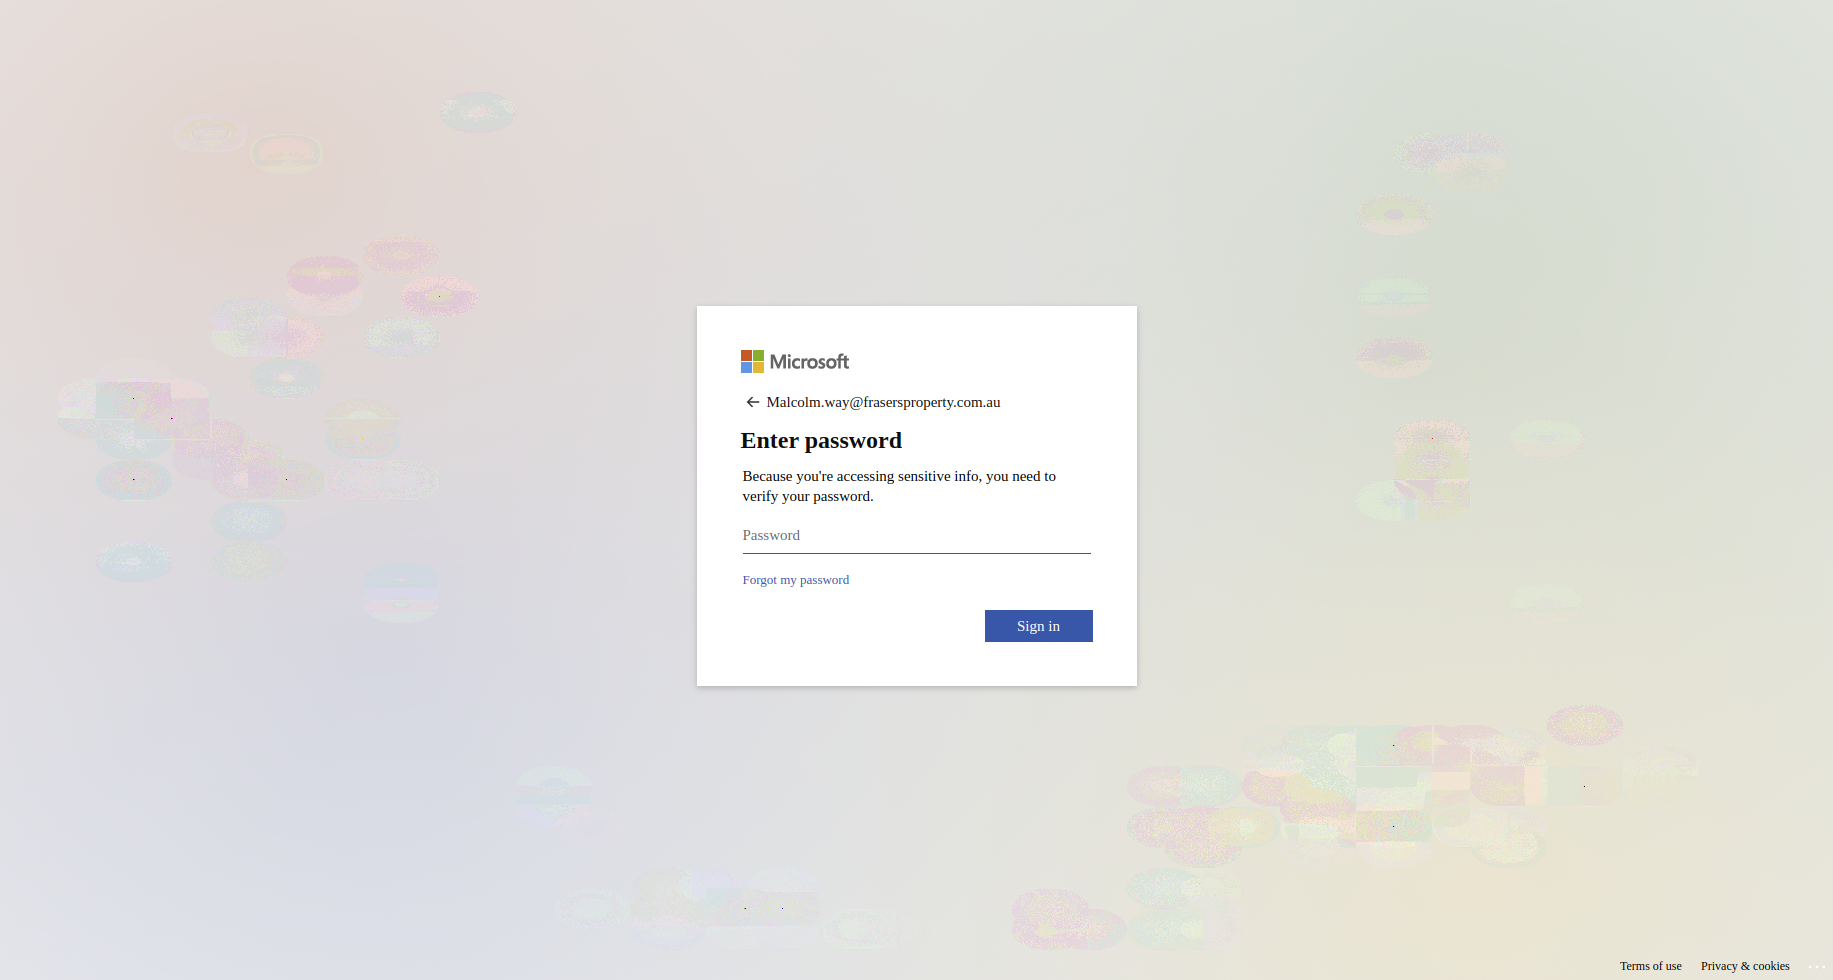 Microsoft
Malcolm.way@frasersproperty.com.au
Enter password
Because you're accessing sensitive info, you need to
verify your password.
Password
Forgot my password
Sign in
Terms of use Privacy & cookies ...